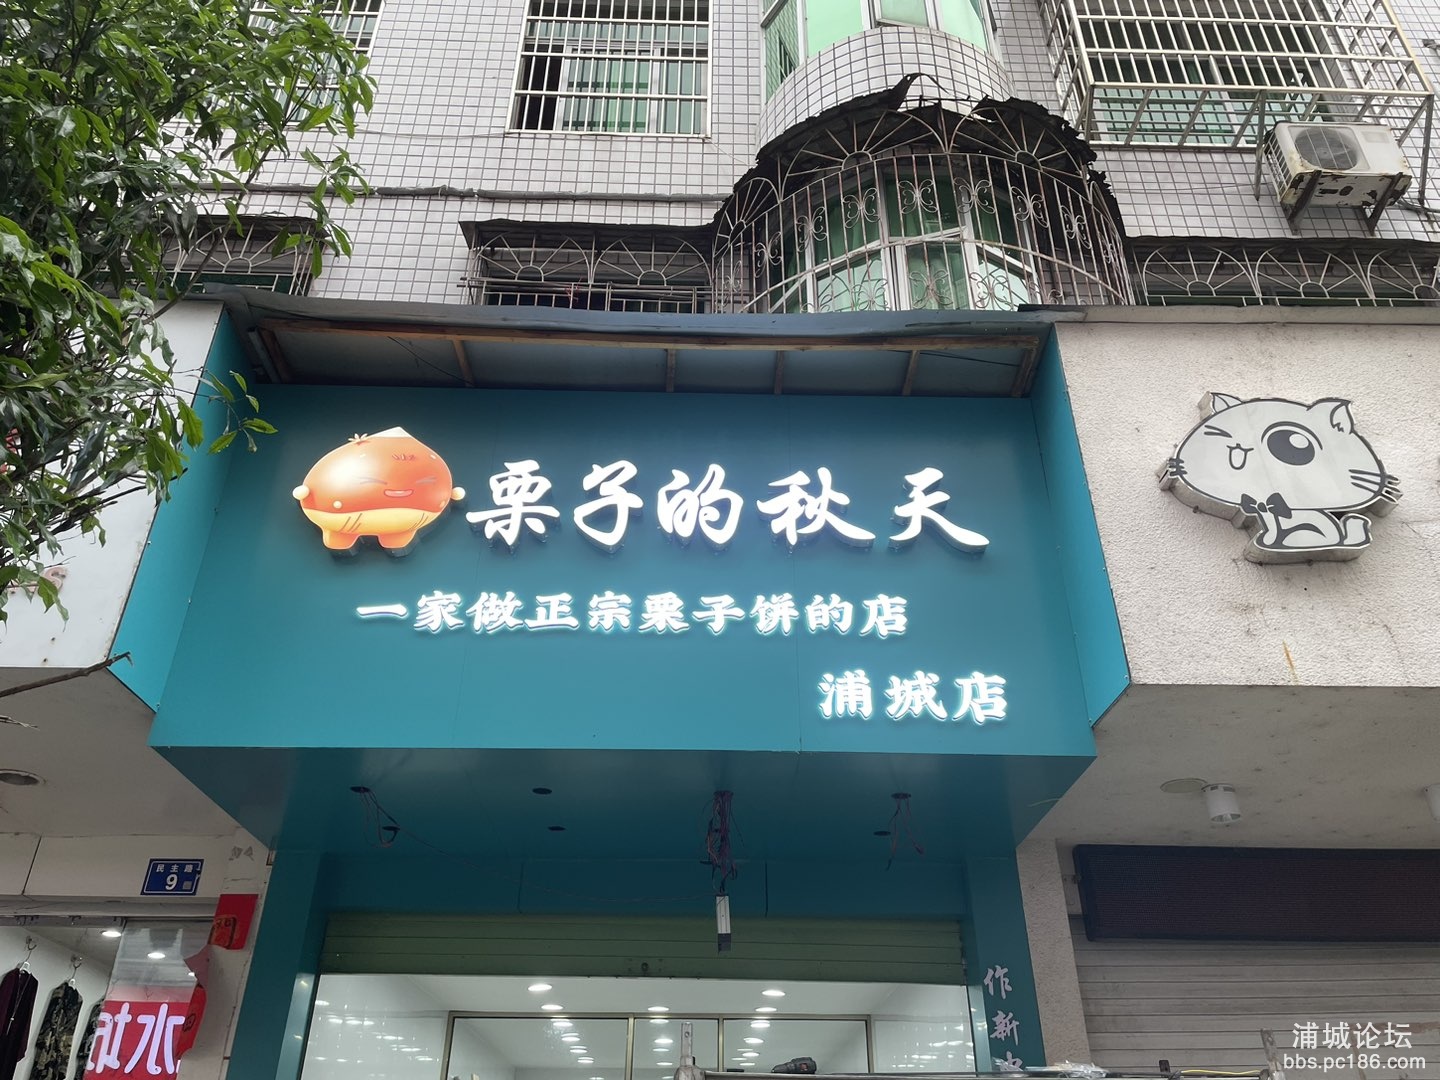 栗子的秋天
一家做正宗栗子饼的店
浦城店
民主路
9
作新
浦城论坛
bbs.pc186.com